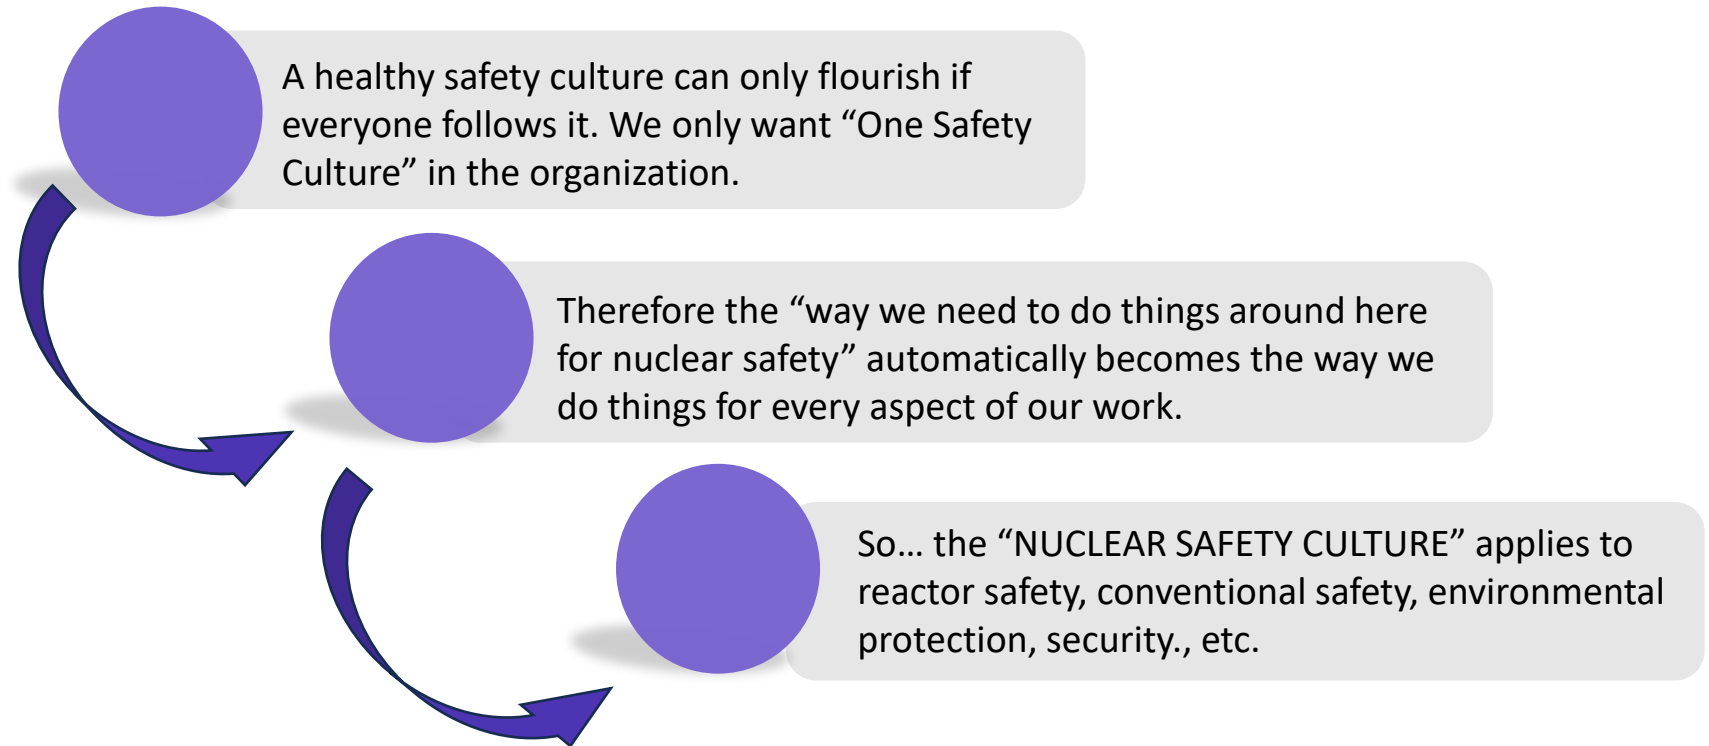 A healthy safety culture can only flourish if
everyone follows it. We only want “One Safety
Culture” in the organization.
Therefore the “way we need to do things around here
for nuclear safety” automatically becomes the way we
do things for every aspect of our work.
So… the “NUCLEAR SAFETY CULTURE” applies to
reactor safety, conventional safety, environmental
protection, security., etc.